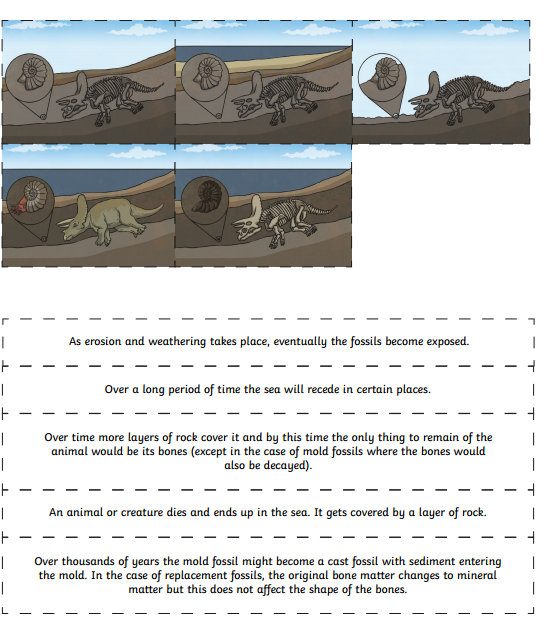 As erosion and weathering takes place, eventually the fossils become exposed.
Over a long period of time the sea will recede in certain places.
Over time more layers of rock cover it and by this time the only thing to remain of the
animal would be its bones (except in the case of mold fossils where the bones would
also be decayed).
An animal or creature dies and ends up in the sea. It gets covered by a layer of rock.
Over thousands of years the mold fossil might become a cast fossil with sediment entering
the mold. In the case of replacement fossils, the original bone matter changes to mineral
matter but this does not affect the shape of the bones.